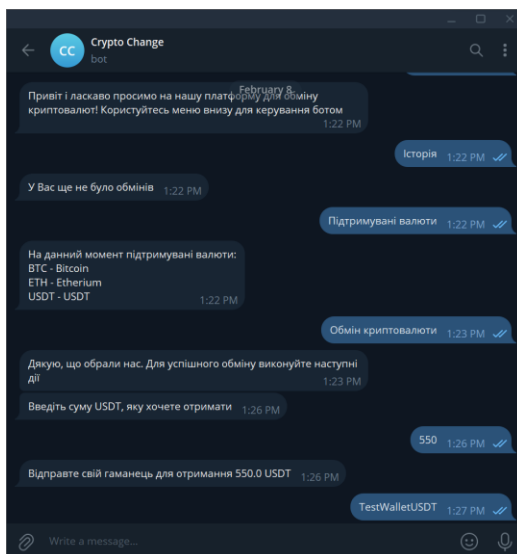 Crypto Change
CC
bot
February 8
Привіт і ласкаво просимо на нашу платформу для обміну
криптовалют! Користуйтесь меню внизу для керування ботом
1:22 PM
Історія 1:22 PM
У Вас ще не було обмінів 1:22 PM
Підтримувані валюти 1:22 PM
На данний момент підтримувані валюти:
BTC - Bitcoin
ETH - Etherium
USDT - USDT
1:22 PM
Обмін криптовалюти 1:23 PM
Дякую, що обрали нас. Для успішного обміну виконуйте наступні
дії
1:23 PM
Введіть суму USDT, яку хочете отримати 1:26 PM
550 1:26 PM
Відправте свій гаманець для отримання 550.0 USDT 1:26 PM
TestWalletUSDT 1:27 PM
Write a message...